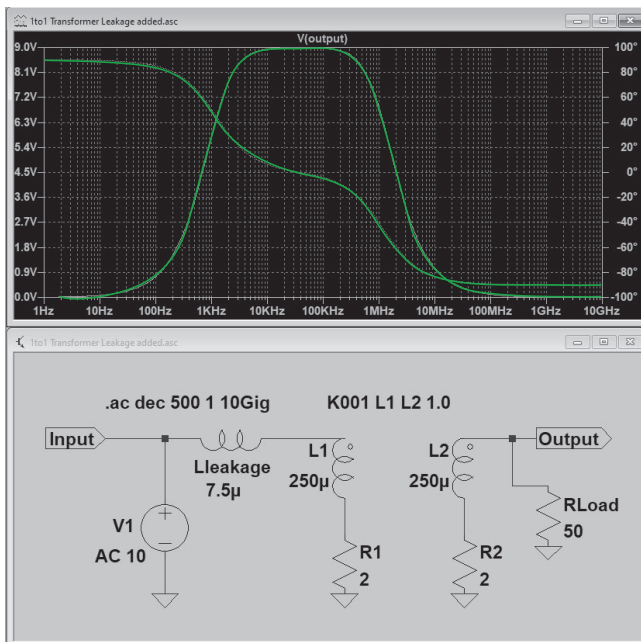 1to1 Transformer Leakage added.asc
V(output)
9.0V
8.1V
7.2V
6.3V
5.4V
4.5V
3.6V
2.7V
1.8V
0.9V
0.0V
100°
80°
60°
40°
20°
0°
-20°
-40°
-60°
-80°
-100°
1Hz 10Hz 100Hz 1KHz 10KHz 100KHz 1MHz 10MHz 100MHz 1GHz 10GHz
1to1 Transformer Leakage added.asc
.ac dec 500 1 10Gig K001 L1 L2 1.0
Input
Lleakage
7.5µ
L1
250µ
L2
250µ
Output
V1
AC 10
R1
2
R2
2
RLoad
50